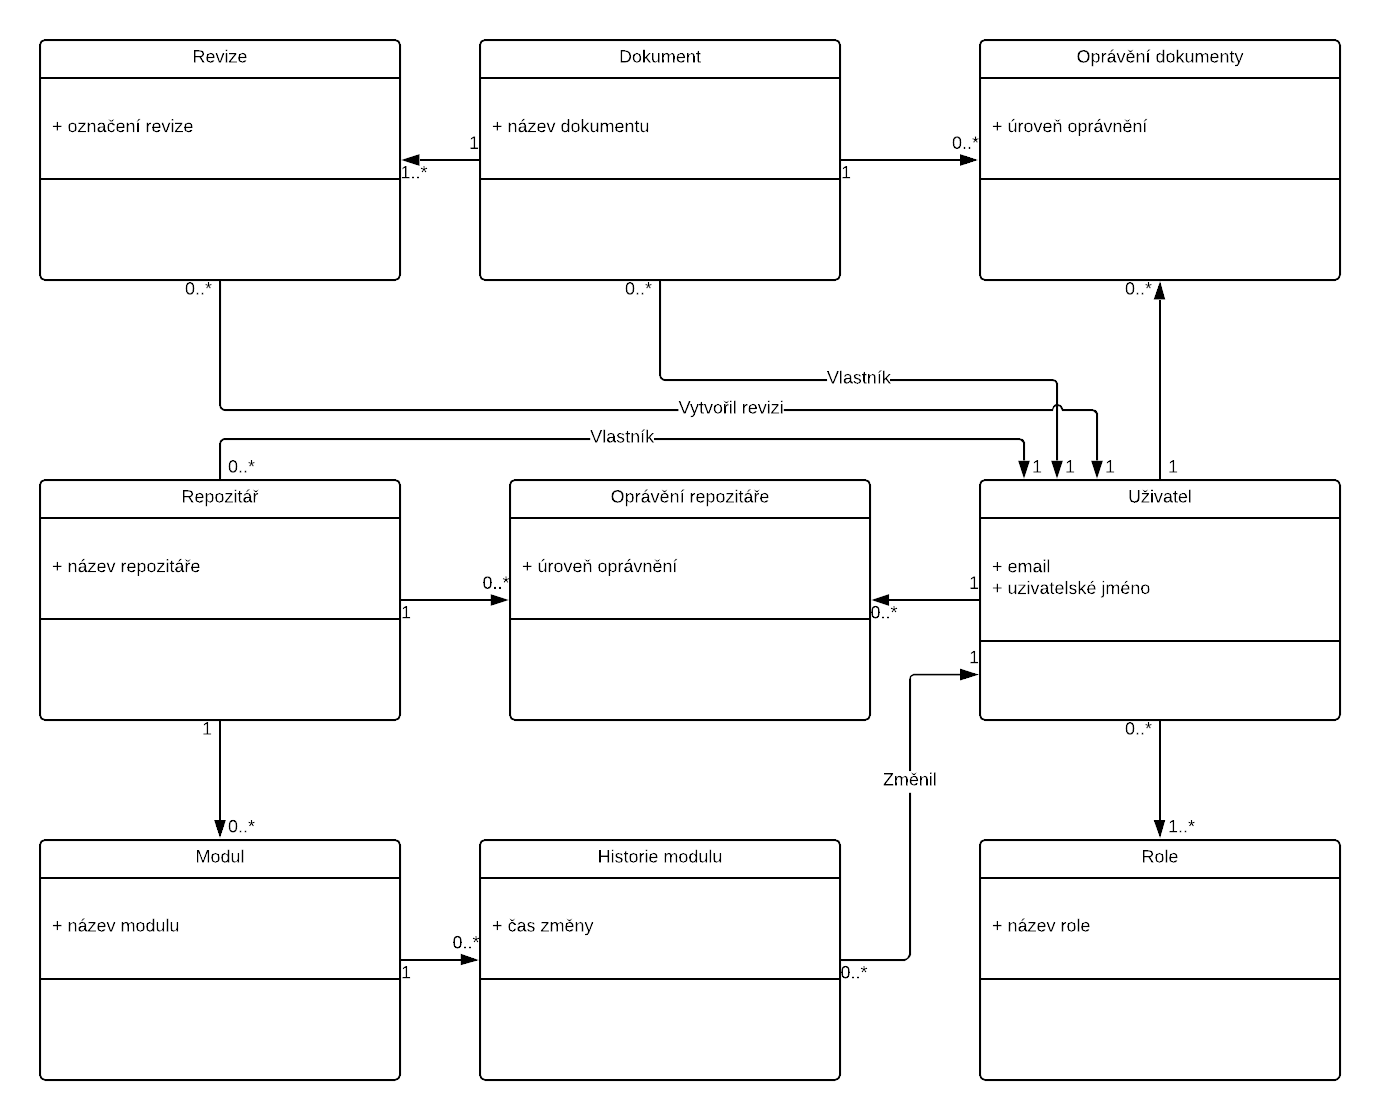 Revize
+ označení revize
Dokument
+ název dokumentu
Oprávění dokumenty
+ úroveň oprávnění
1
1..*
0..*
1
0..*
0..*
0..*
Vlastník
Vytvořil revizi
Vlastník
0..*
1
1
1
1
Repozitář
+ název repozitáře
Oprávění repozitáře
+ úroveň oprávnění
Uživatel
+ email
+ uzivatelské jméno
0..*
1
1
0..*
1
1
0..*
Změnil
0..*
1..*
Modul
+ název modulu
Historie modulu
+ čas změny
Role
+ název role
0..*
1
0..*